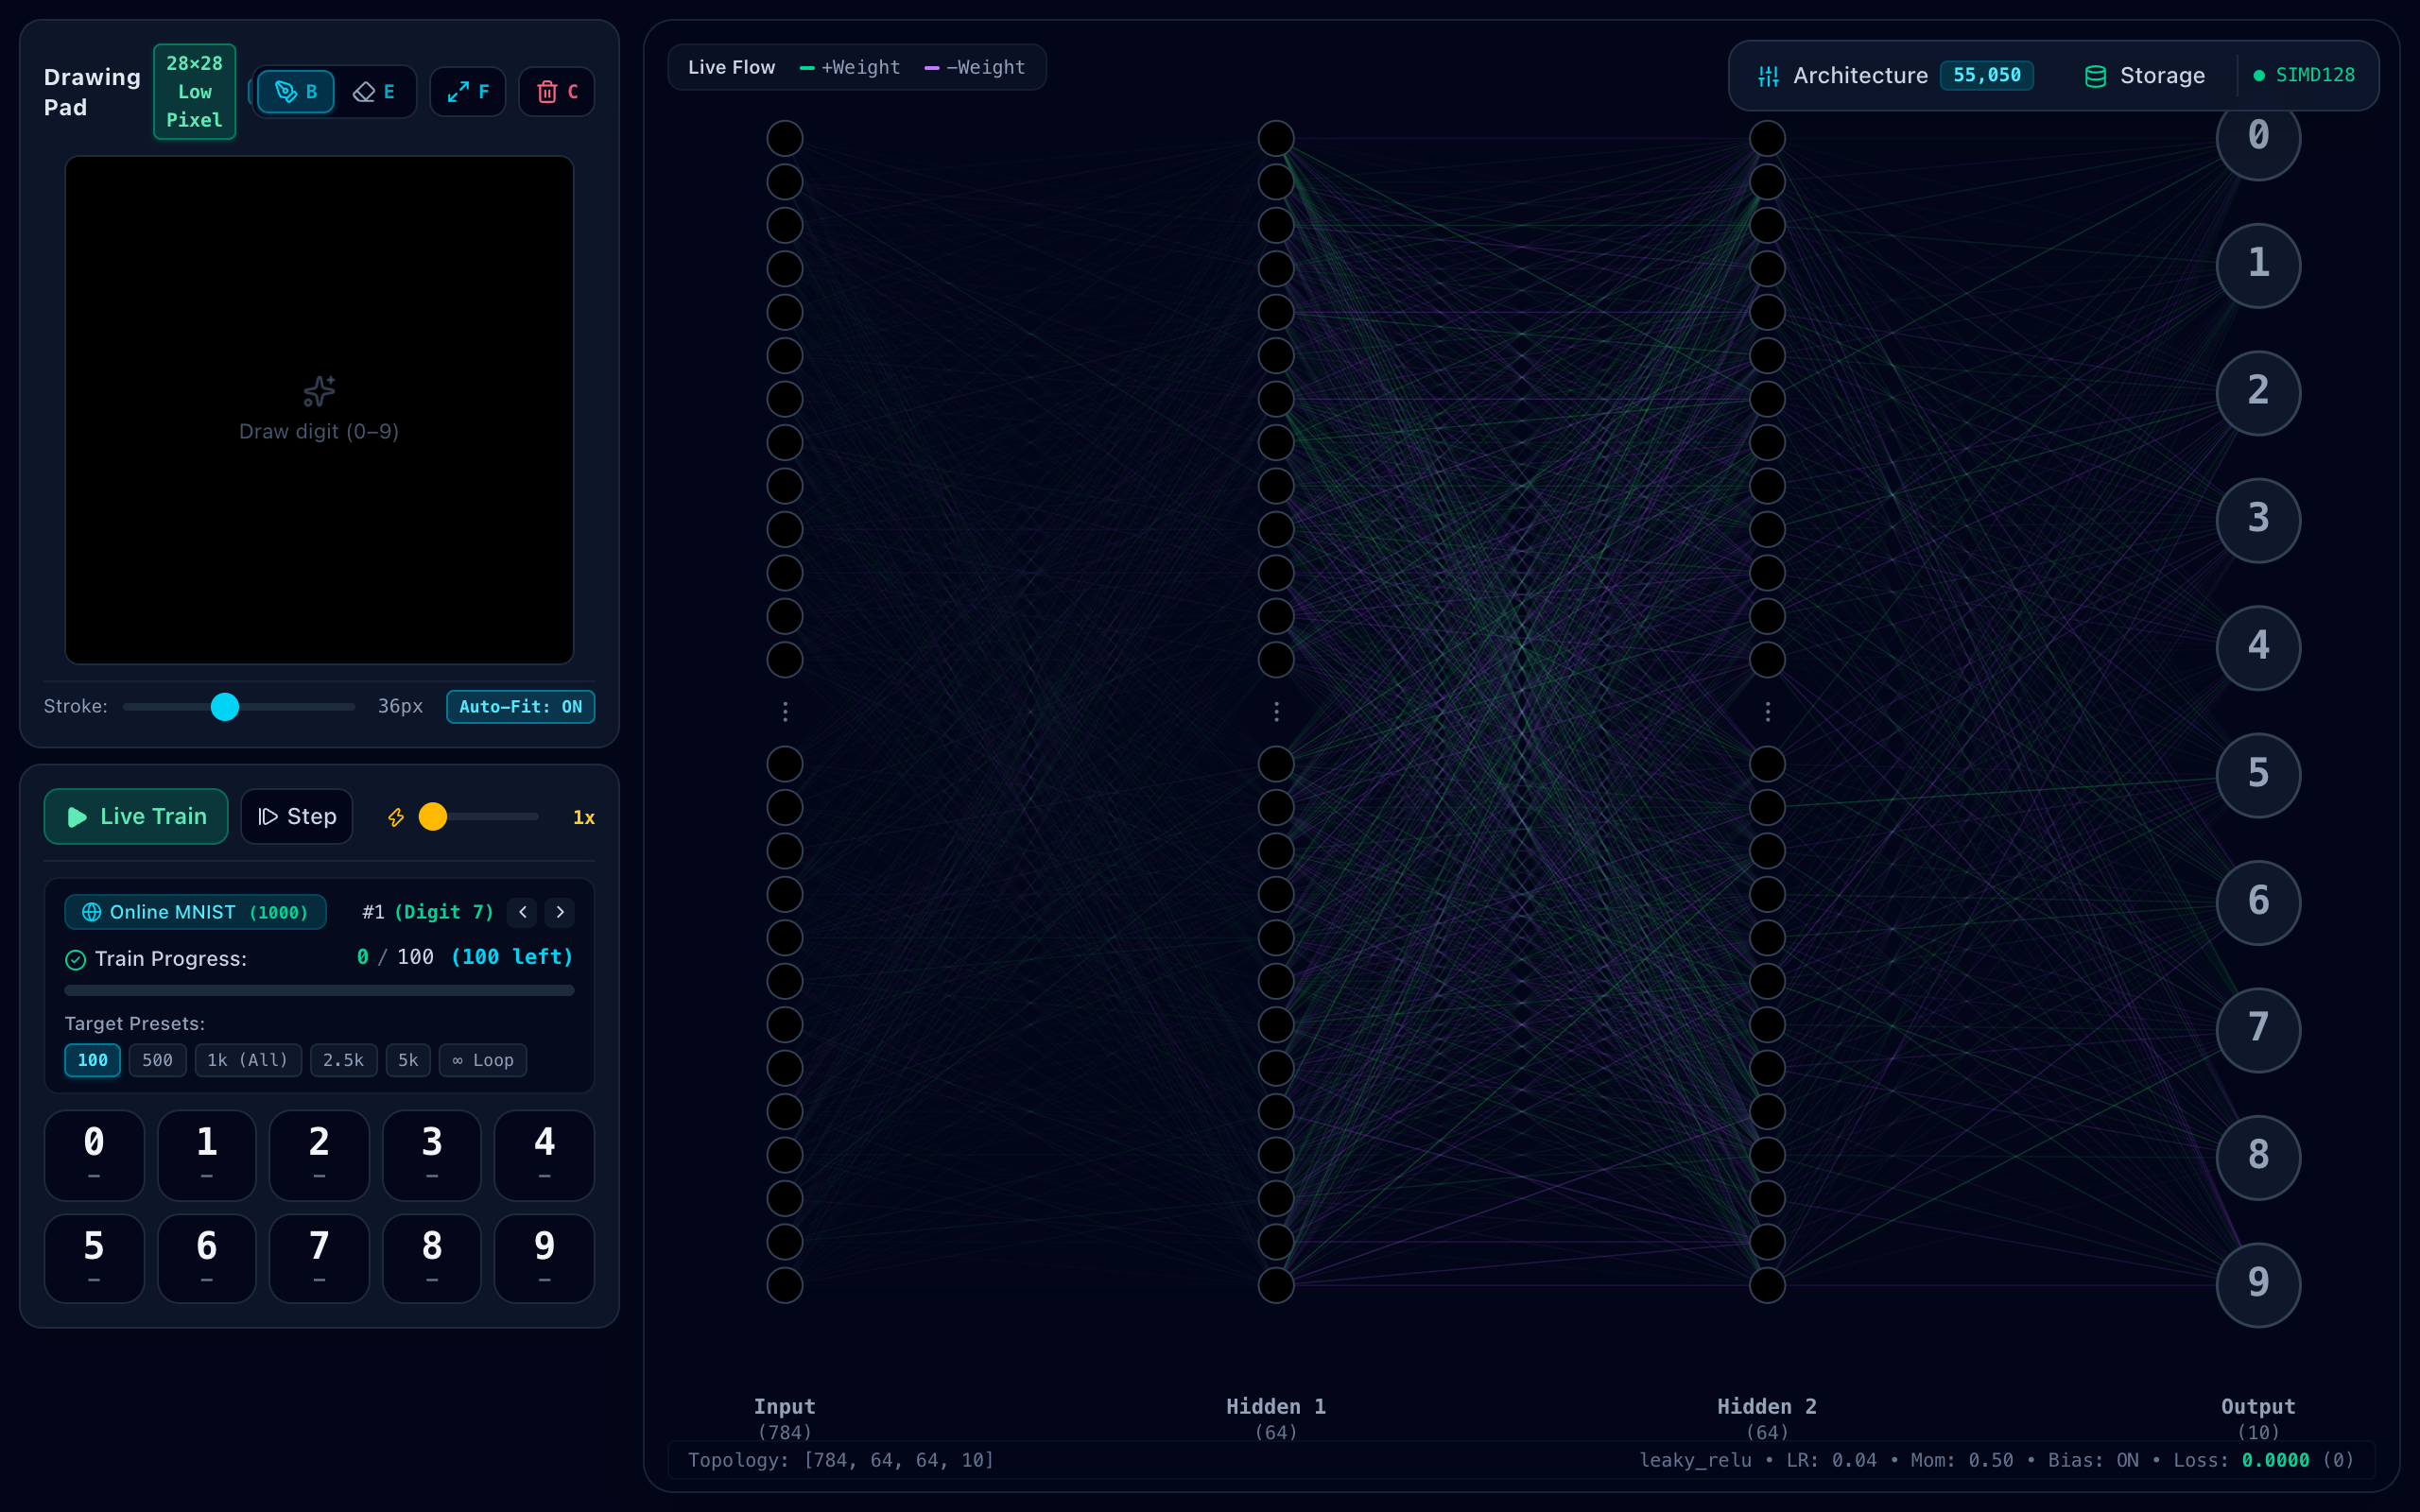 Drawing
Pad
28×28
Low
Pixel
B
E
F
C
Draw digit (0–9)
Stroke:
36px
Auto–Fit: ON
Live Train
Step
1x
Online MNIST (1000)
#1 (Digit 7)
Train Progress:
0 / 100 (100 left)
Target Presets:
100
500
1k (All)
2.5k
5k
∞ Loop
0
–
1
–
2
–
3
–
4
–
5
–
6
–
7
–
8
–
9
–
Live Flow
+Weight
–Weight
Architecture
55,050
Storage
SIMD128
0
1
2
3
4
5
6
7
8
9
Input
(784)
Hidden 1
(64)
Hidden 2
(64)
Output
(10)
Topology: [784, 64, 64, 10]
leaky_relu • LR: 0.04 • Mom: 0.50 • Bias: ON • Loss: 0.0000 (0)